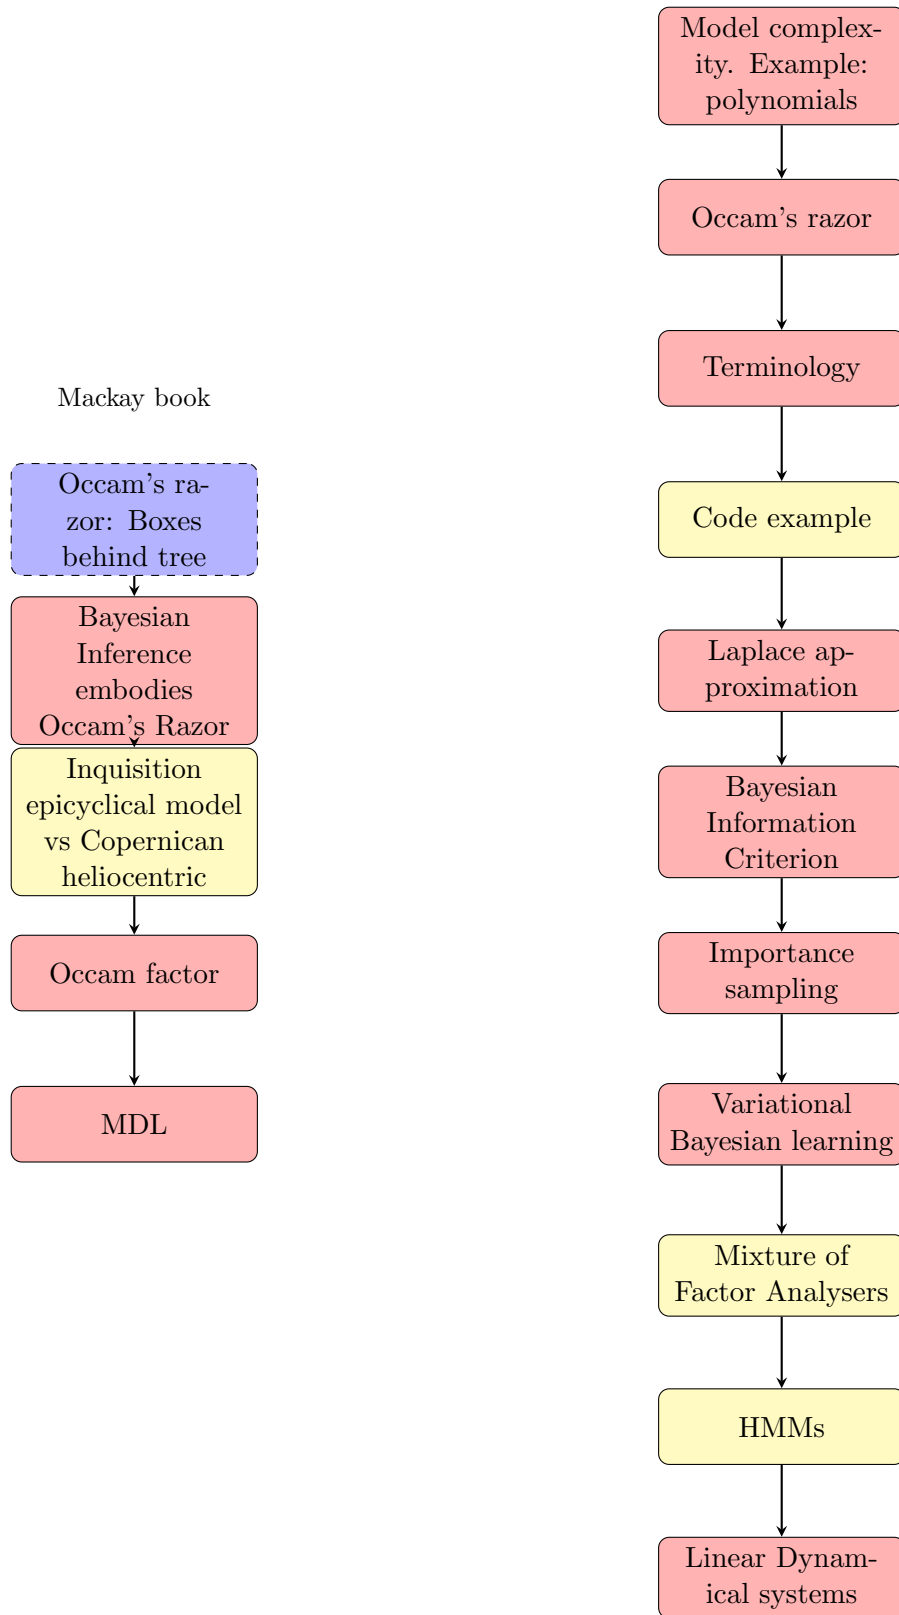 Mackay book
Occam's ra-
zor: Boxes
behind tree
Bayesian
Inference
embodies
Occam's Razor
Inquisition
epicyclical model
vs Copernican
heliocentric
Occam factor
MDL
Model complex-
ity. Example:
polynomials
Occam's razor
Terminology
Code example
Laplace ap-
proximation
Bayesian
Information
Criterion
Importance
sampling
Variational
Bayesian learning
Mixture of
Factor Analysers
HMMs
Linear Dynam-
ical systems